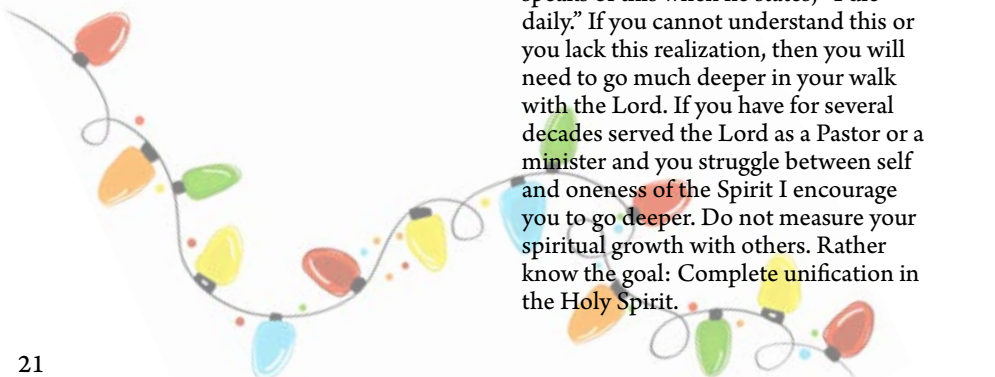 daily.” If you cannot understand this or
you lack this realization, then you will
need to go much deeper in your walk
with the Lord. If you have for several
decades served the Lord as a Pastor or a
minister and you struggle between self
and oneness of the Spirit I encourage
you to go deeper. Do not measure your
spiritual growth with others. Rather
know the goal: Complete unification in
the Holy Spirit.
21